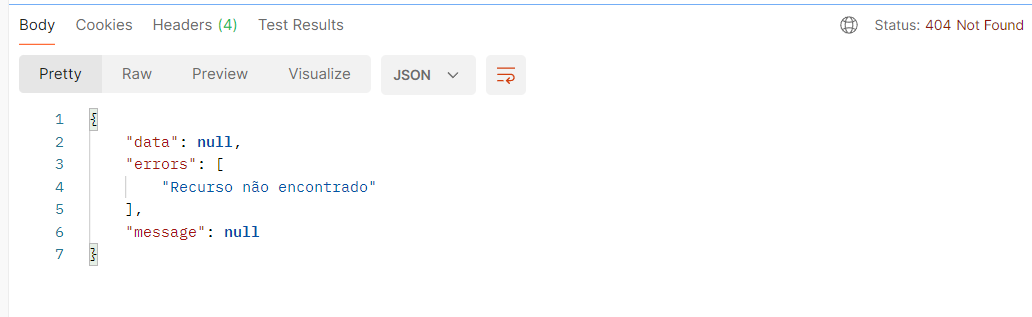 Body Cookies Headers (4) Test Results Status: 404 Not Found
Pretty Raw Preview Visualize JSON
1 {
2 "data": null,
3 "errors": [
4 "Recurso não encontrado"
5 ],
6 "message": null
7 }